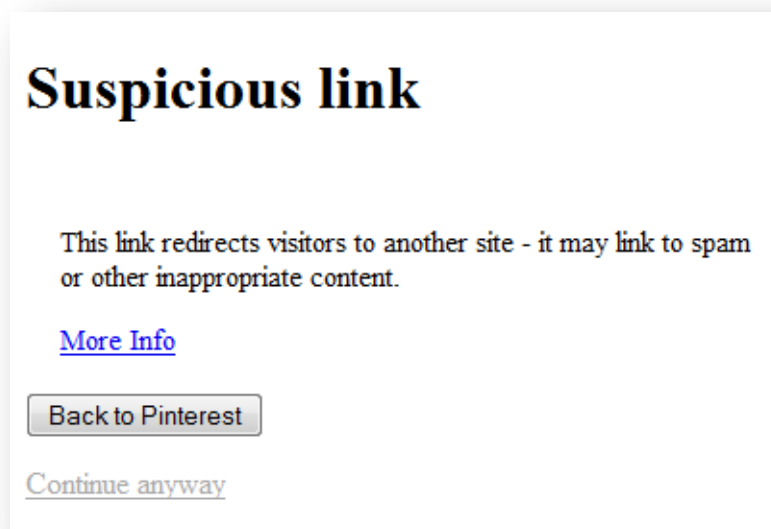 Suspicious link
This link redirects visitors to another site - it may link to spam
or other inappropriate content.
More Info
Back to Pinterest
Continue anyway